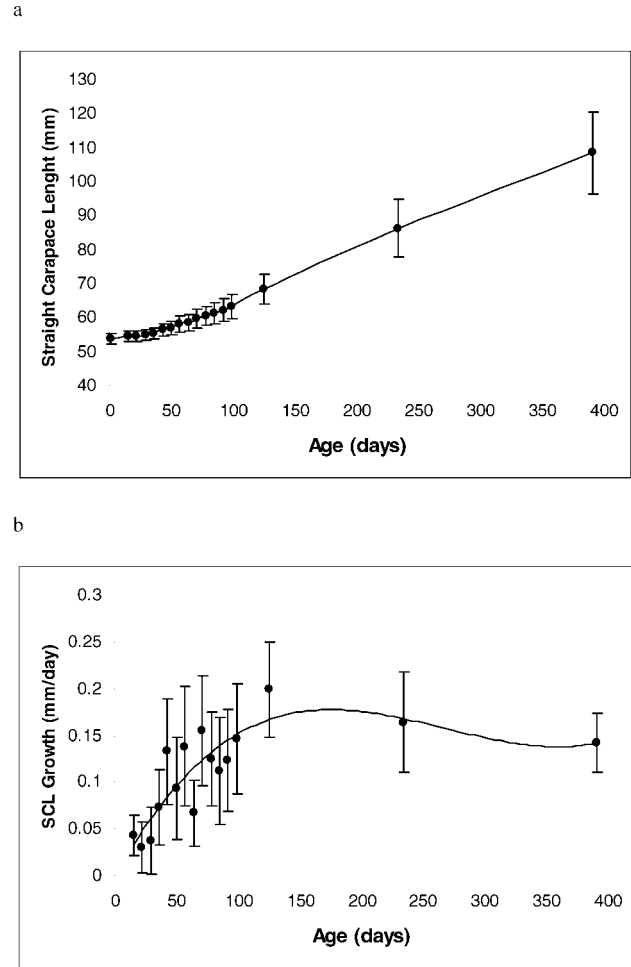 a
130
120
110
100
90
80
70
60
50
40
Straight Carapace Lenght (mm)
0 50 100 150 200 250 300 350 400
Age (days)
b
0.3
0.25
0.2
0.15
0.1
0.05
0
SCL Growth (mm/day)
0 50 100 150 200 250 300 350 400
Age (days)